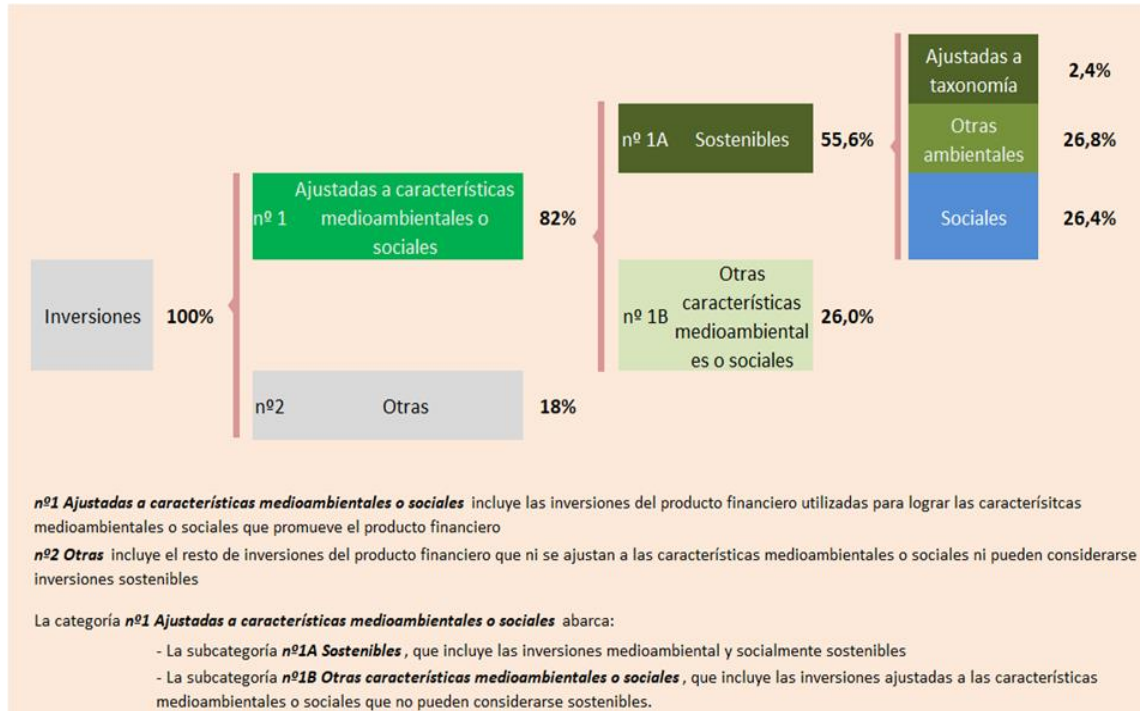 Ajustadas a
taxonomía
2,4%
nº 1A
Sostenibles
55,6%
Otras
ambientales
26,8%
Ajustadas a características
nº 1
medioambientales o
sociales
82%
Sociales
26,4%
Inversiones
100%
Otras
características
nº 1B
medioambiental
es o sociales
26,0%
nº2
Otras
18%
nº1 Ajustadas a características medioambientales o sociales incluye las inversiones del producto financiero utilizadas para lograr las caracterísitcas
medioambientales o sociales que promueve el producto financiero
nº2 Otras incluye el resto de inversiones del producto financiero que ni se ajustan a las características medioambientales o sociales ni pueden considerarse
inversiones sostenibles
La categoría nº1 Ajustadas a características medioambientales o sociales abarca:
- La subcategoría nº1A Sostenibles, que incluye las inversiones medioambiental y socialmente sostenibles
- La subcategoría nº1B Otras características medioambientales o sociales, que incluye las inversiones ajustadas a las características
medioambientales o sociales que no pueden considerarse sostenibles.